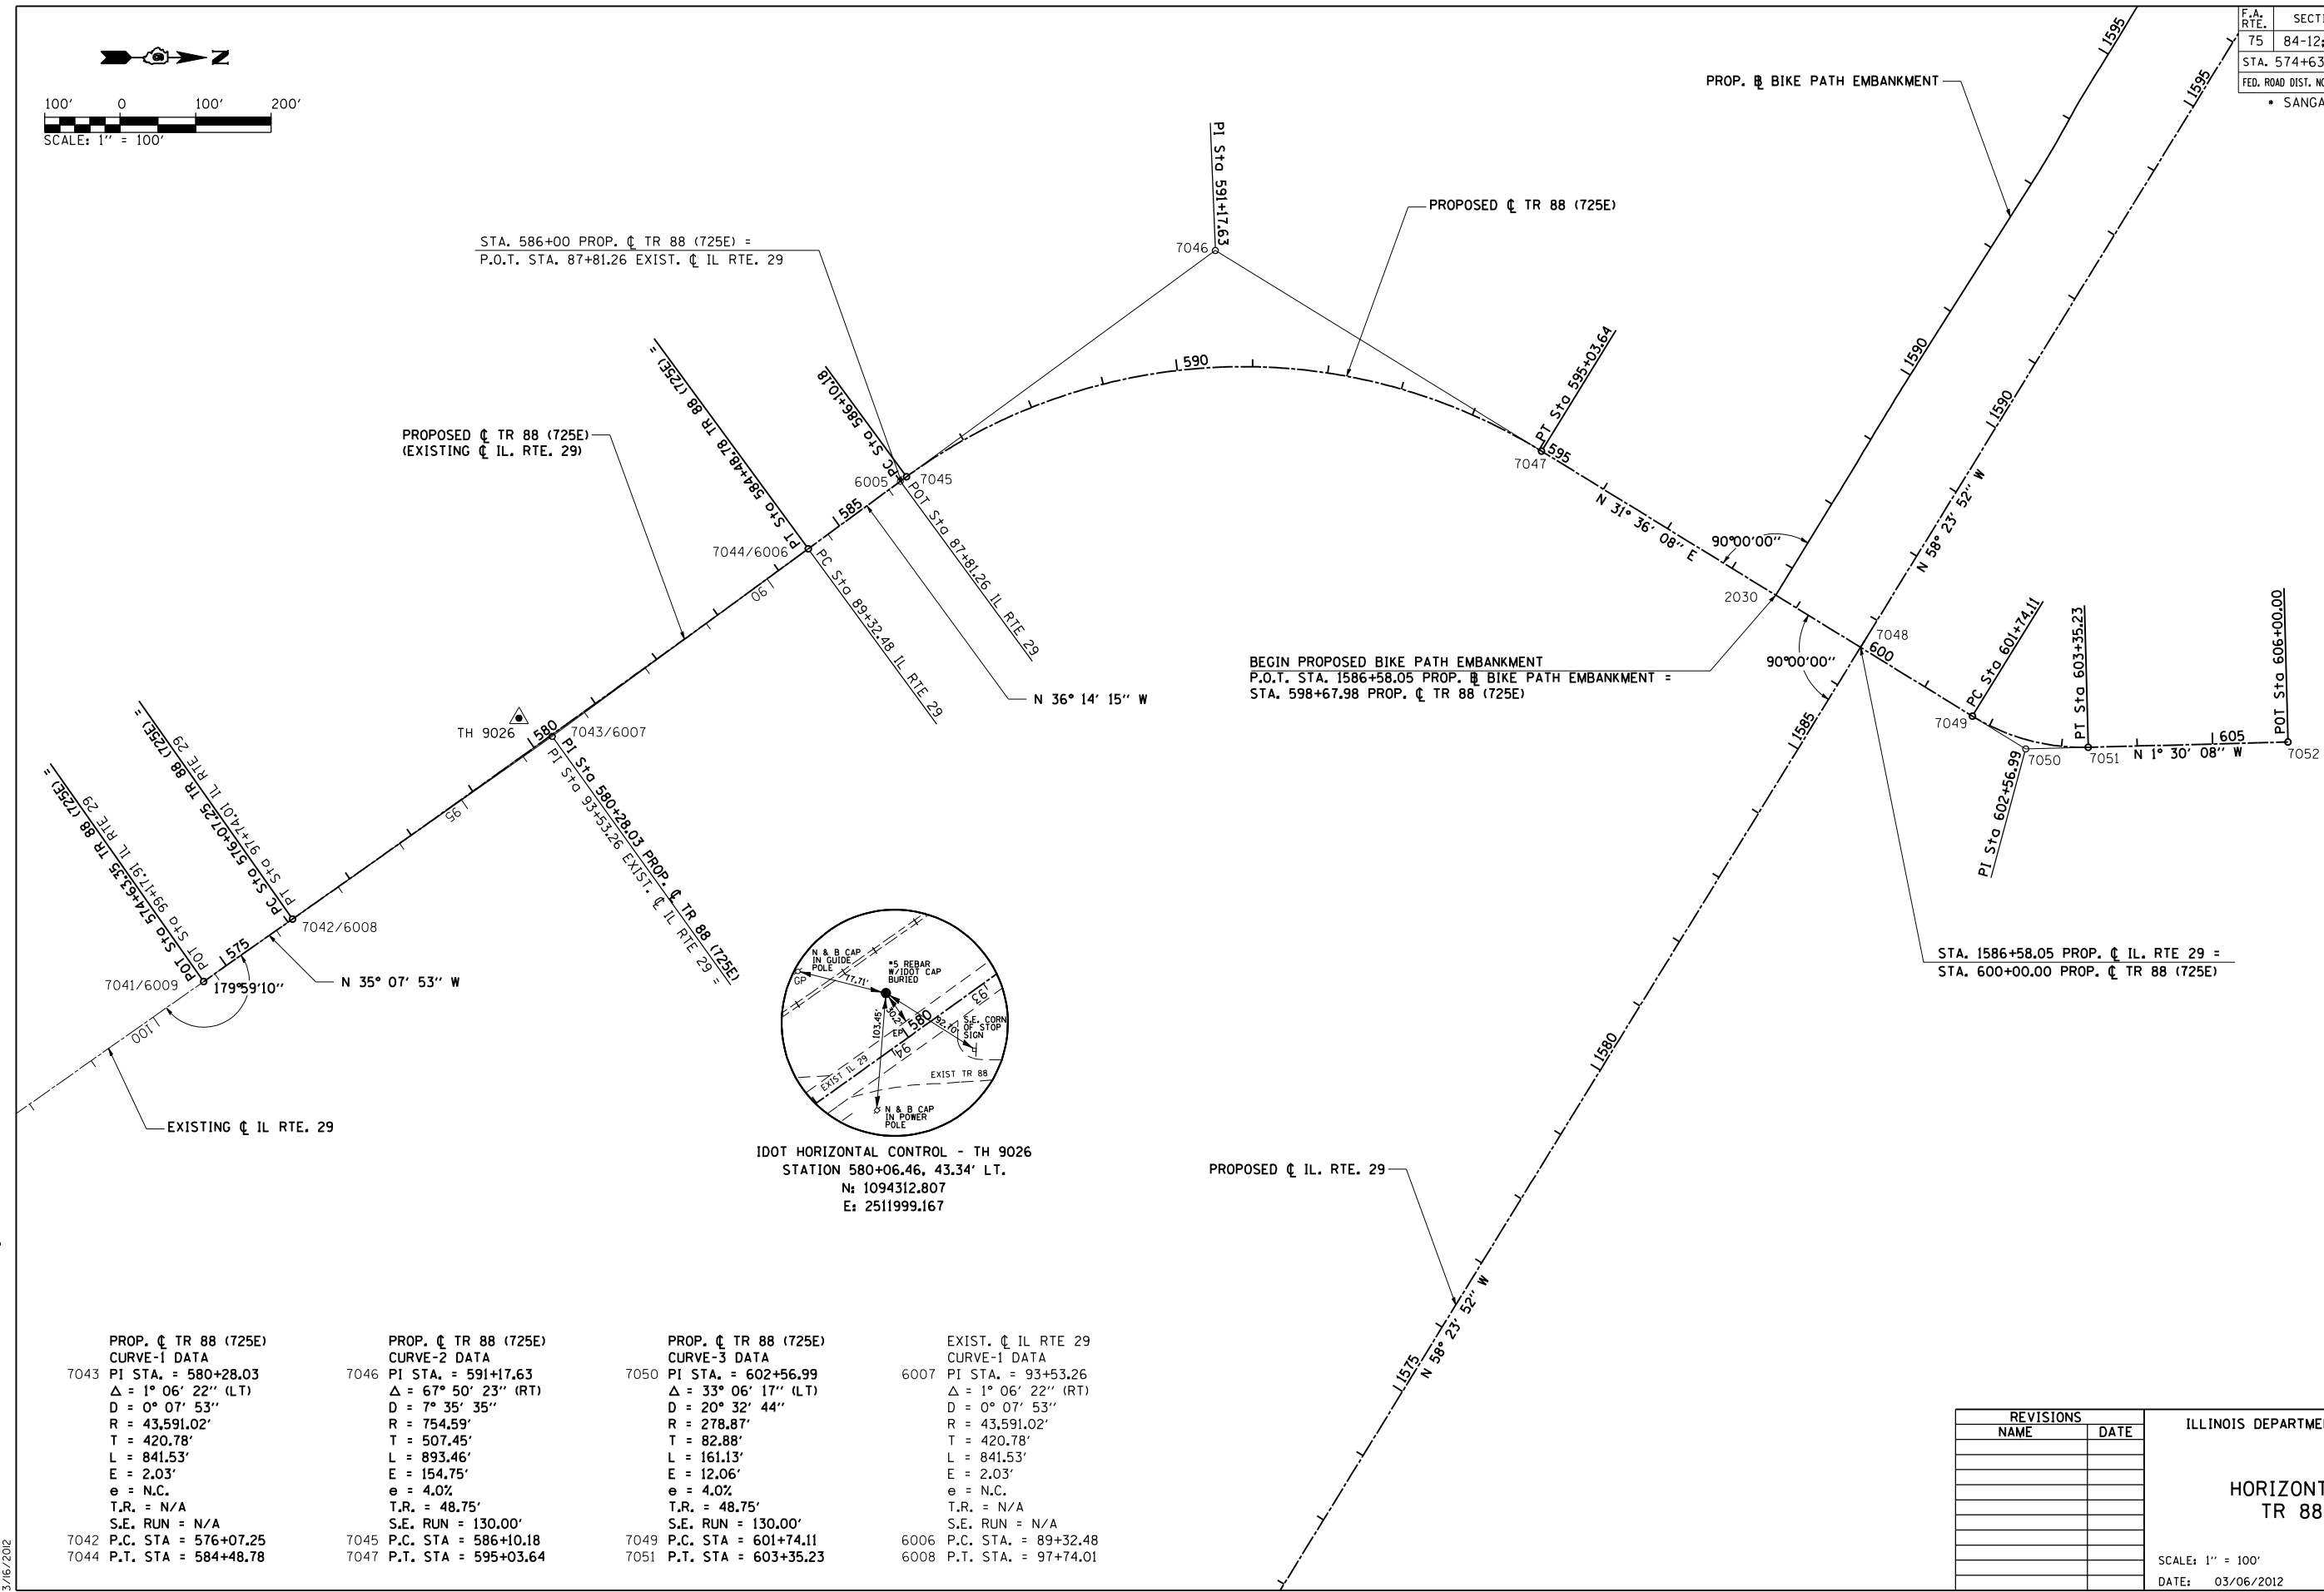 F.A. RTE.
SECTI
75
84-12
STA. 574+63
FED. ROAD DIST. NO
* SANGA
N
100' 0 100' 200'
SCALE: 1" = 100'
PROP. ⅊ BIKE PATH EMBANKMENT
1595
1595
PI Sta 591+17.63
7046
PROPOSED ℄ TR 88 (725E)
STA. 586+00 PROP. ℄ TR 88 (725E) =
P.O.T. STA. 87+81.26 EXIST. ℄ IL RTE. 29
590
PT Sta 595+03.64
595
7047
1590
1590
PROPOSED ℄ TR 88 (725E)
(EXISTING ℄ IL. RTE. 29)
PT Sta 584+48.78 TR 88 (725E) =
PC Sta 89+32.48 IL RTE 29
7044/6006
PC Sta 586+10.18
6005
7045
POT Sta 87+81.26 IL RTE 29
585
90
N 36° 14' 15" W
N 31° 36' 08" E
90°00'00"
N 58° 23' 52" W
2030
7048
600
90°00'00"
BEGIN PROPOSED BIKE PATH EMBANKMENT
P.O.T. STA. 1586+58.05 PROP. ⅊ BIKE PATH EMBANKMENT =
STA. 598+67.98 PROP. ℄ TR 88 (725E)
PC Sta 601+74.11
7049
PT Sta 603+35.23
POT Sta 606+00.00
605
7050
7051
N 1° 30' 08" W
7052
PI Sta 602+56.99
1585
TH 9026
580
7043/6007
PI Sta 580+28.03 PROP. ℄ TR 88 (725E)
PI Sta 93+53.26 EXIST. ℄ IL RTE 29 =
95
PC Sta 576+07.25 TR 88 (725E) =
PT Sta 97+74.01 IL RTE 29
7042/6008
POT Sta 574+63.35 TR 88 (725E) =
POT Sta 99+17.91 IL RTE 29
575
7041/6009
179°59'10"
N 35° 07' 53" W
100
EXISTING ℄ IL RTE. 29
STA. 1586+58.05 PROP. ℄ IL. RTE 29 =
STA. 600+00.00 PROP. ℄ TR 88 (725E)
N & B CAP
IN GUIDE
POLE
GP
77.71'
#5 REBAR
W/IDOT CAP
BURIED
93
103.45'
30.2'
EP
580
92.10'
S.E. CORN
OF STOP
SIGN
94
EXIST IL 29
EXIST TR 88
N & B CAP
IN POWER
POLE
IDOT HORIZONTAL CONTROL - TH 9026
STATION 580+06.46, 43.34' LT.
N: 1094312.807
E: 2511999.167
1580
PROPOSED ℄ IL. RTE. 29
N 58° 23' 52" W
1575
PROP. ℄ TR 88 (725E)
CURVE-1 DATA
7043 PI STA. = 580+28.03
Δ = 1° 06' 22" (LT)
D = 0° 07' 53"
R = 43,591.02'
T = 420.78'
L = 841.53'
E = 2.03'
e = N.C.
T.R. = N/A
S.E. RUN = N/A
7042 P.C. STA = 576+07.25
7044 P.T. STA = 584+48.78
PROP. ℄ TR 88 (725E)
CURVE-2 DATA
7046 PI STA. = 591+17.63
Δ = 67° 50' 23" (RT)
D = 7° 35' 35"
R = 754.59'
T = 507.45'
L = 893.46'
E = 154.75'
e = 4.0%
T.R. = 48.75'
S.E. RUN = 130.00'
7045 P.C. STA = 586+10.18
7047 P.T. STA = 595+03.64
PROP. ℄ TR 88 (725E)
CURVE-3 DATA
7050 PI STA. = 602+56.99
Δ = 33° 06' 17" (LT)
D = 20° 32' 44"
R = 278.87'
T = 82.88'
L = 161.13'
E = 12.06'
e = 4.0%
T.R. = 48.75'
S.E. RUN = 130.00'
7049 P.C. STA = 601+74.11
7051 P.T. STA = 603+35.23
EXIST. ℄ IL RTE 29
CURVE-1 DATA
6007 PI STA. = 93+53.26
Δ = 1° 06' 22" (RT)
D = 0° 07' 53"
R = 43,591.02'
T = 420.78'
L = 841.53'
E = 2.03'
e = N.C.
T.R. = N/A
S.E. RUN = N/A
6006 P.C. STA. = 89+32.48
6008 P.T. STA. = 97+74.01
REVISIONS
NAME DATE
ILLINOIS DEPARTME
HORIZONT
TR 88
SCALE: 1" = 100'
DATE: 03/06/2012
3/16/2012